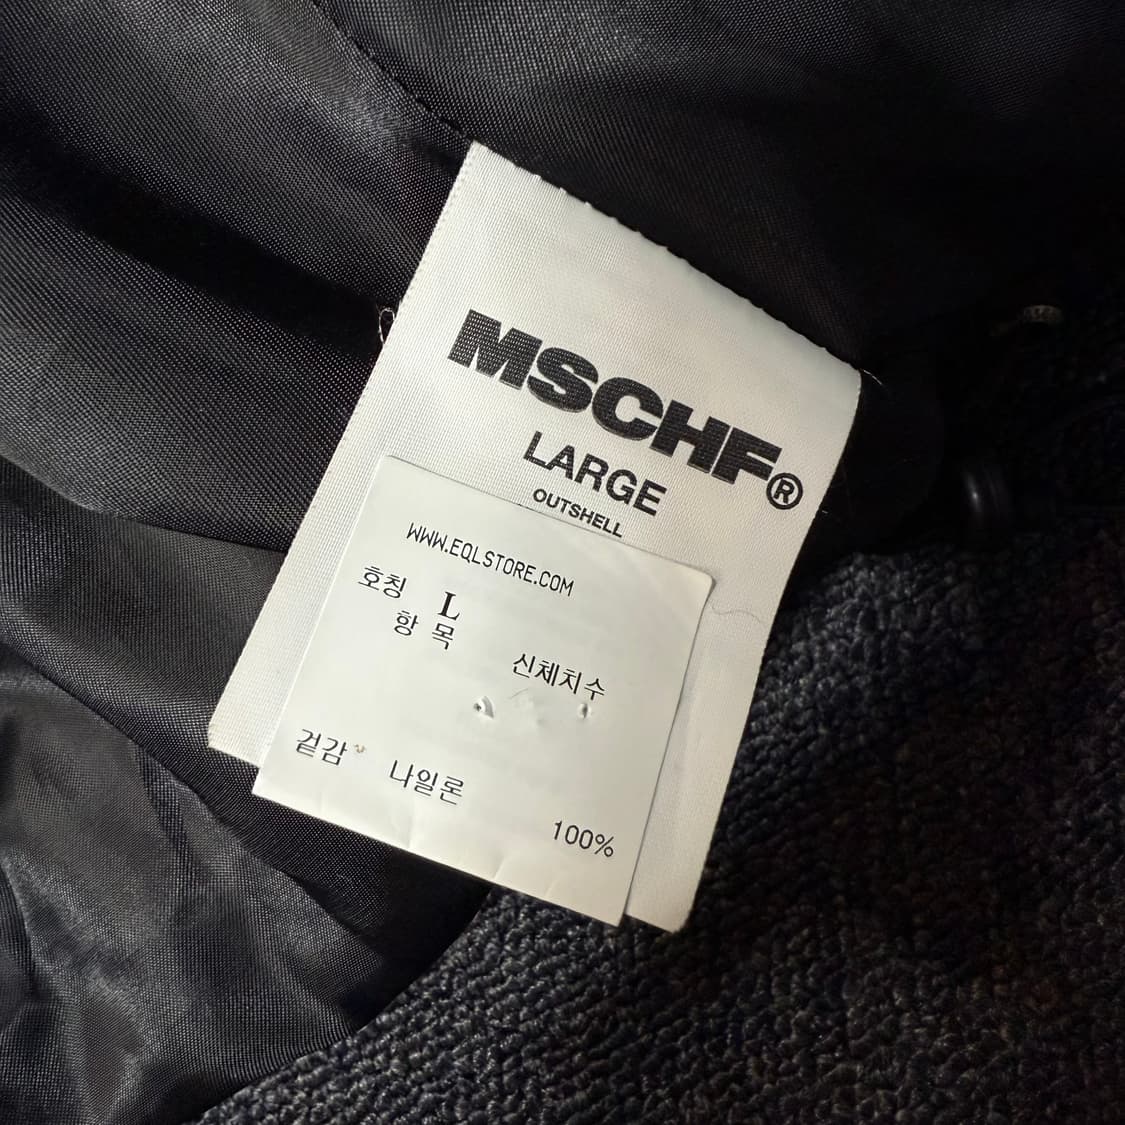 MSCHF®
LARGE
OUTSHELL
WWW.EQLSTORE.COM
호칭 L
항 목
신체치수
겉감 나일론
100%